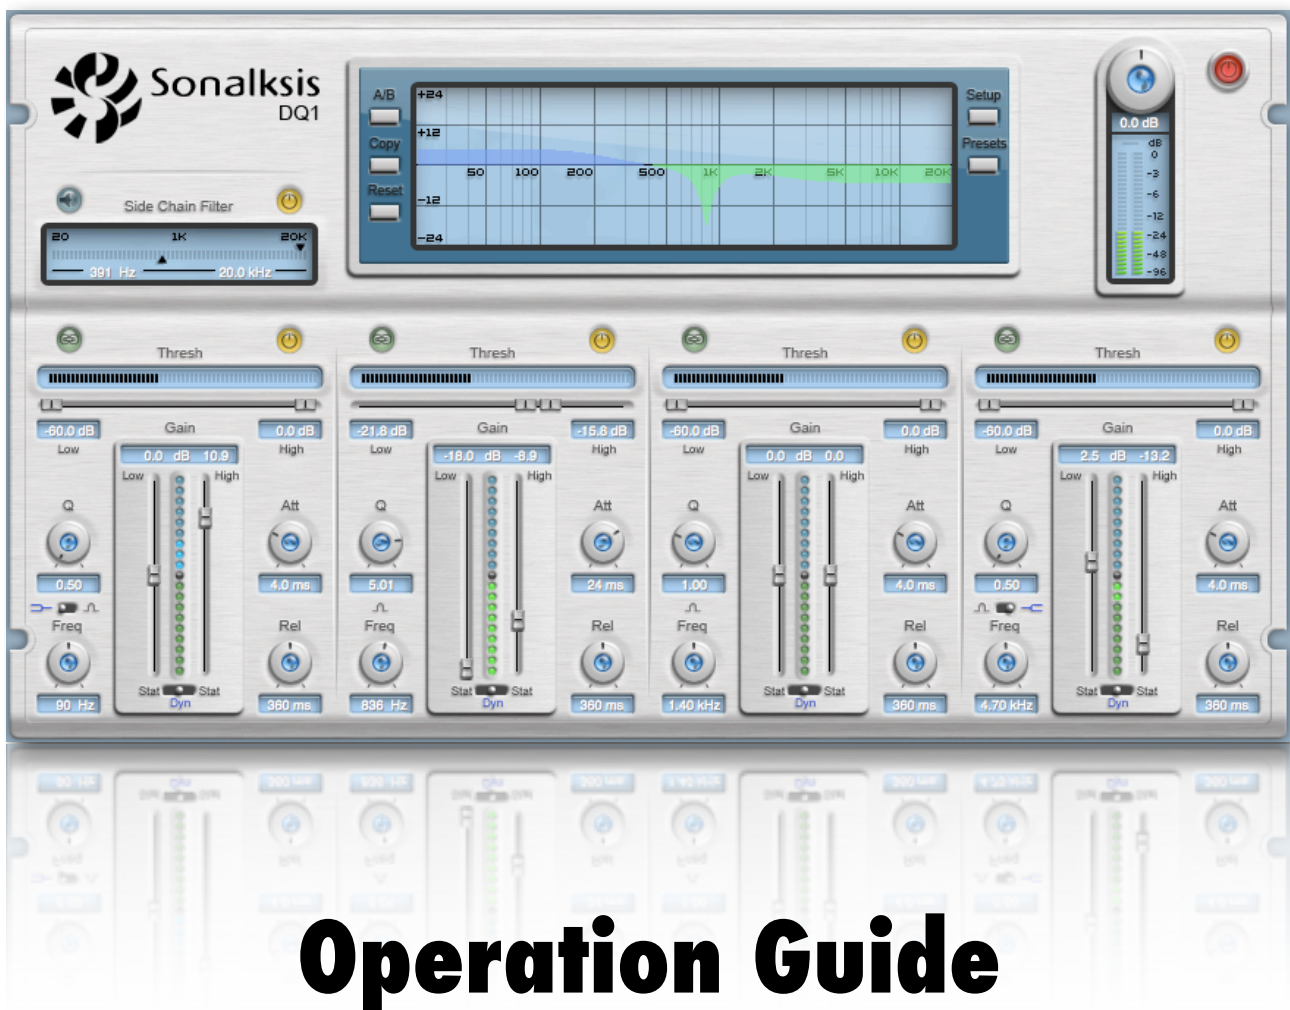 Sonalksis
DQ1
A/B
Copy
Reset
+24
+12
50 100 200 500 1K 2K 5K 10K 20K
-12
-24
Setup
Presets
0.0 dB
dB
0
-3
-6
-12
-24
-48
-96
Side Chain Filter
20 1K 20K
391 Hz 20.0 kHz
Thresh Thresh Thresh Thresh
-60.0 dB Gain 0.0 dB -21.8 dB Gain -15.8 dB -60.0 dB Gain 0.0 dB -60.0 dB Gain 0.0 dB
Low High Low High Low High Low High
0.0 dB 10.9 -18.0 dB -8.9 0.0 dB 0.0 2.5 dB -13.2
Low High Low High Low High Low High
Q Att Q Att Q Att Q Att
0.50 4.0 ms 5.01 24 ms 1.00 4.0 ms 0.50 4.0 ms
Freq Rel Freq Rel Freq Rel Freq Rel
Stat Stat Stat Stat Stat Stat Stat Stat
90 Hz Dyn 360 ms 836 Hz Dyn 360 ms 1.40 kHz Dyn 360 ms 4.70 kHz Dyn 360 ms
Operation Guide